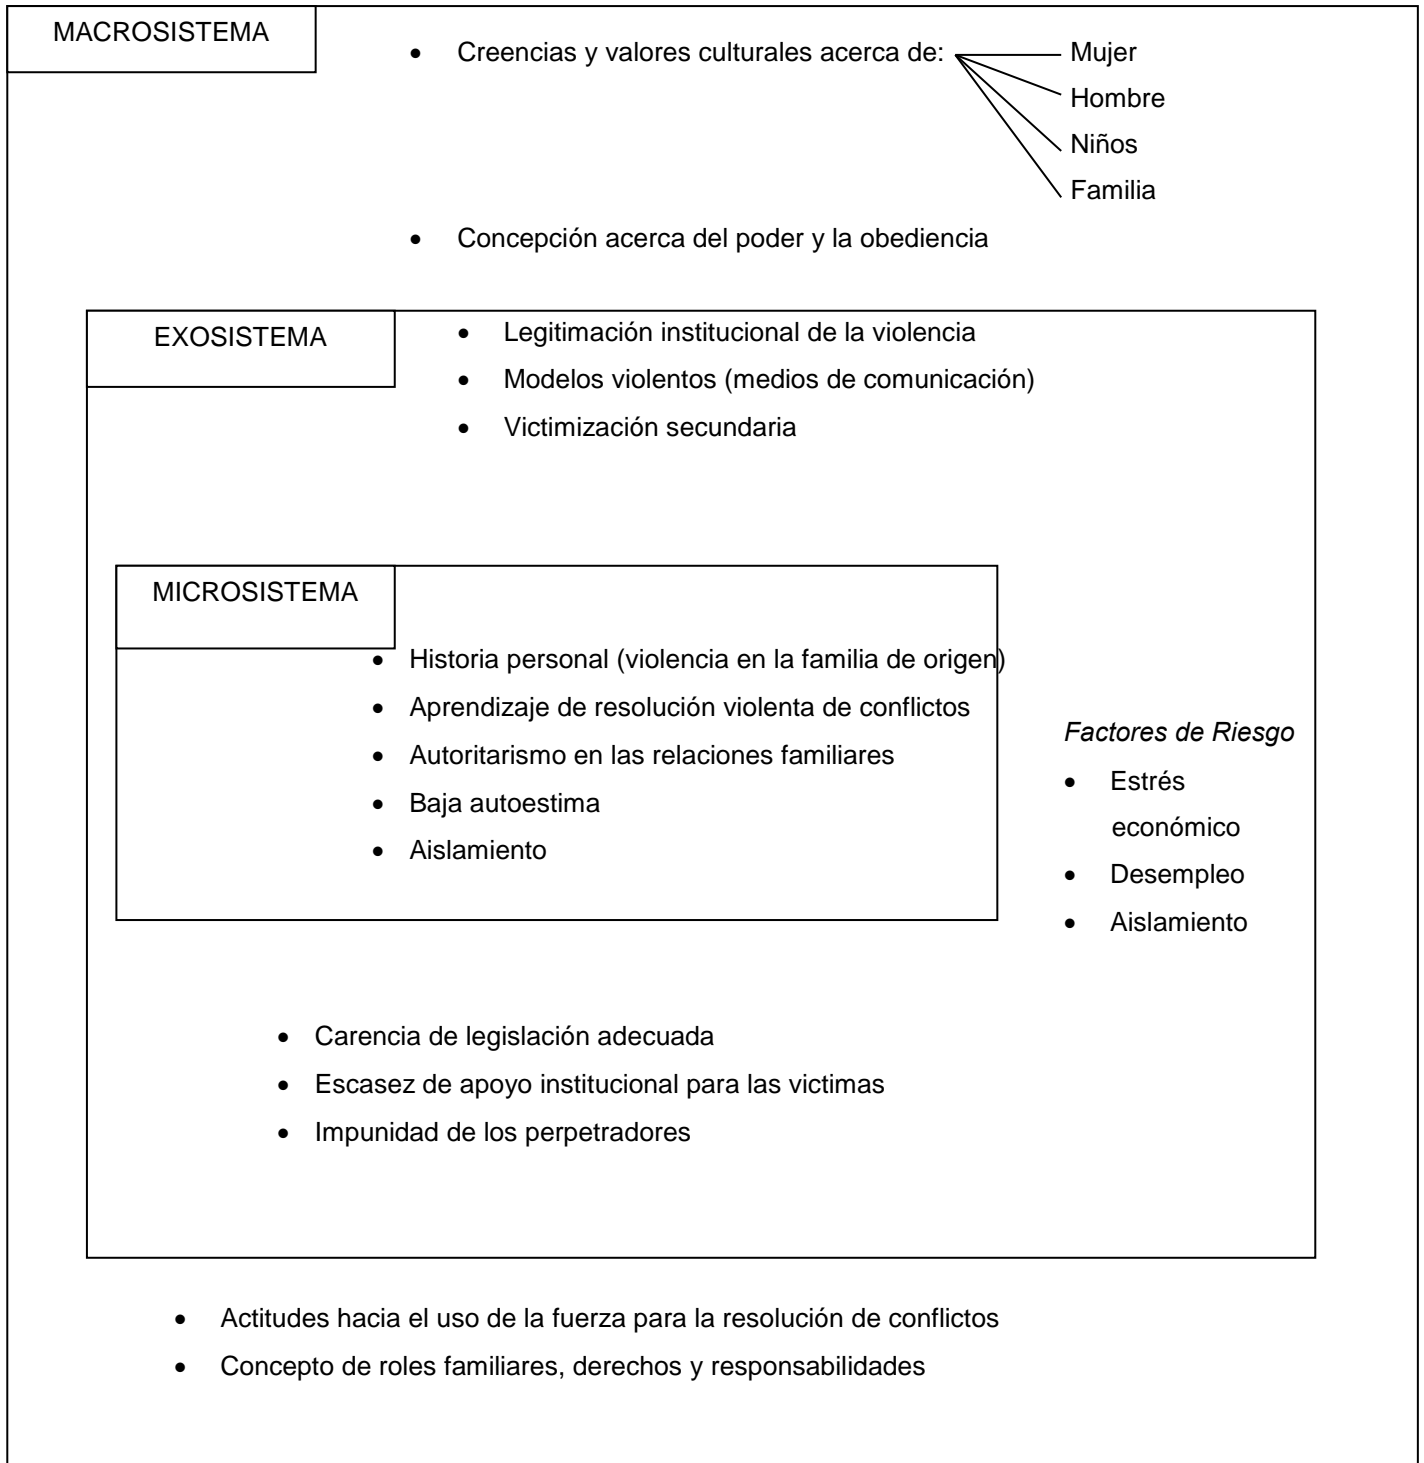 MACROSISTEMA
• Creencias y valores culturales acerca de:
Mujer
Hombre
Niños
Familia
• Concepción acerca del poder y la obediencia
EXOSISTEMA
• Legitimación institucional de la violencia
• Modelos violentos (medios de comunicación)
• Victimización secundaria
MICROSISTEMA
• Historia personal (violencia en la familia de origen)
• Aprendizaje de resolución violenta de conflictos
• Autoritarismo en las relaciones familiares
• Baja autoestima
• Aislamiento
Factores de Riesgo
• Estrés
económico
• Desempleo
• Aislamiento
• Carencia de legislación adecuada
• Escasez de apoyo institucional para las victimas
• Impunidad de los perpetradores
• Actitudes hacia el uso de la fuerza para la resolución de conflictos
• Concepto de roles familiares, derechos y responsabilidades